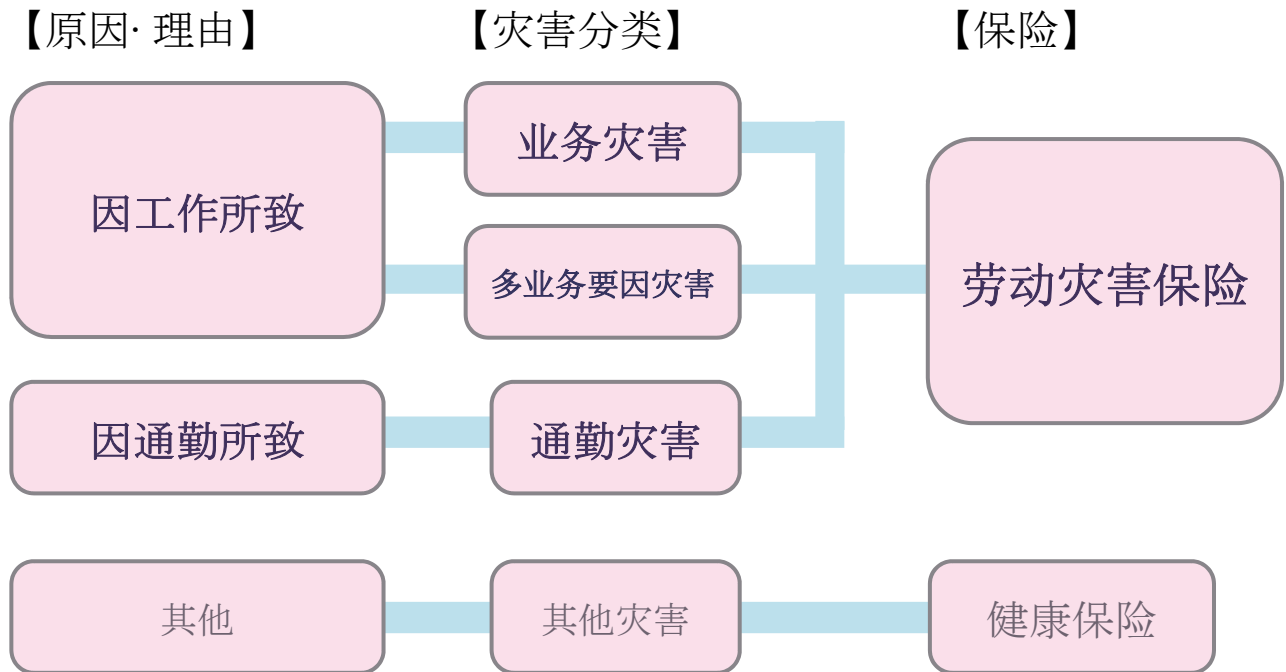 【原因· 理由】
【灾害分类】
【保险】
因工作所致
业务灾害
多业务要因灾害
劳动灾害保险
因通勤所致
通勤灾害
其他
其他灾害
健康保险